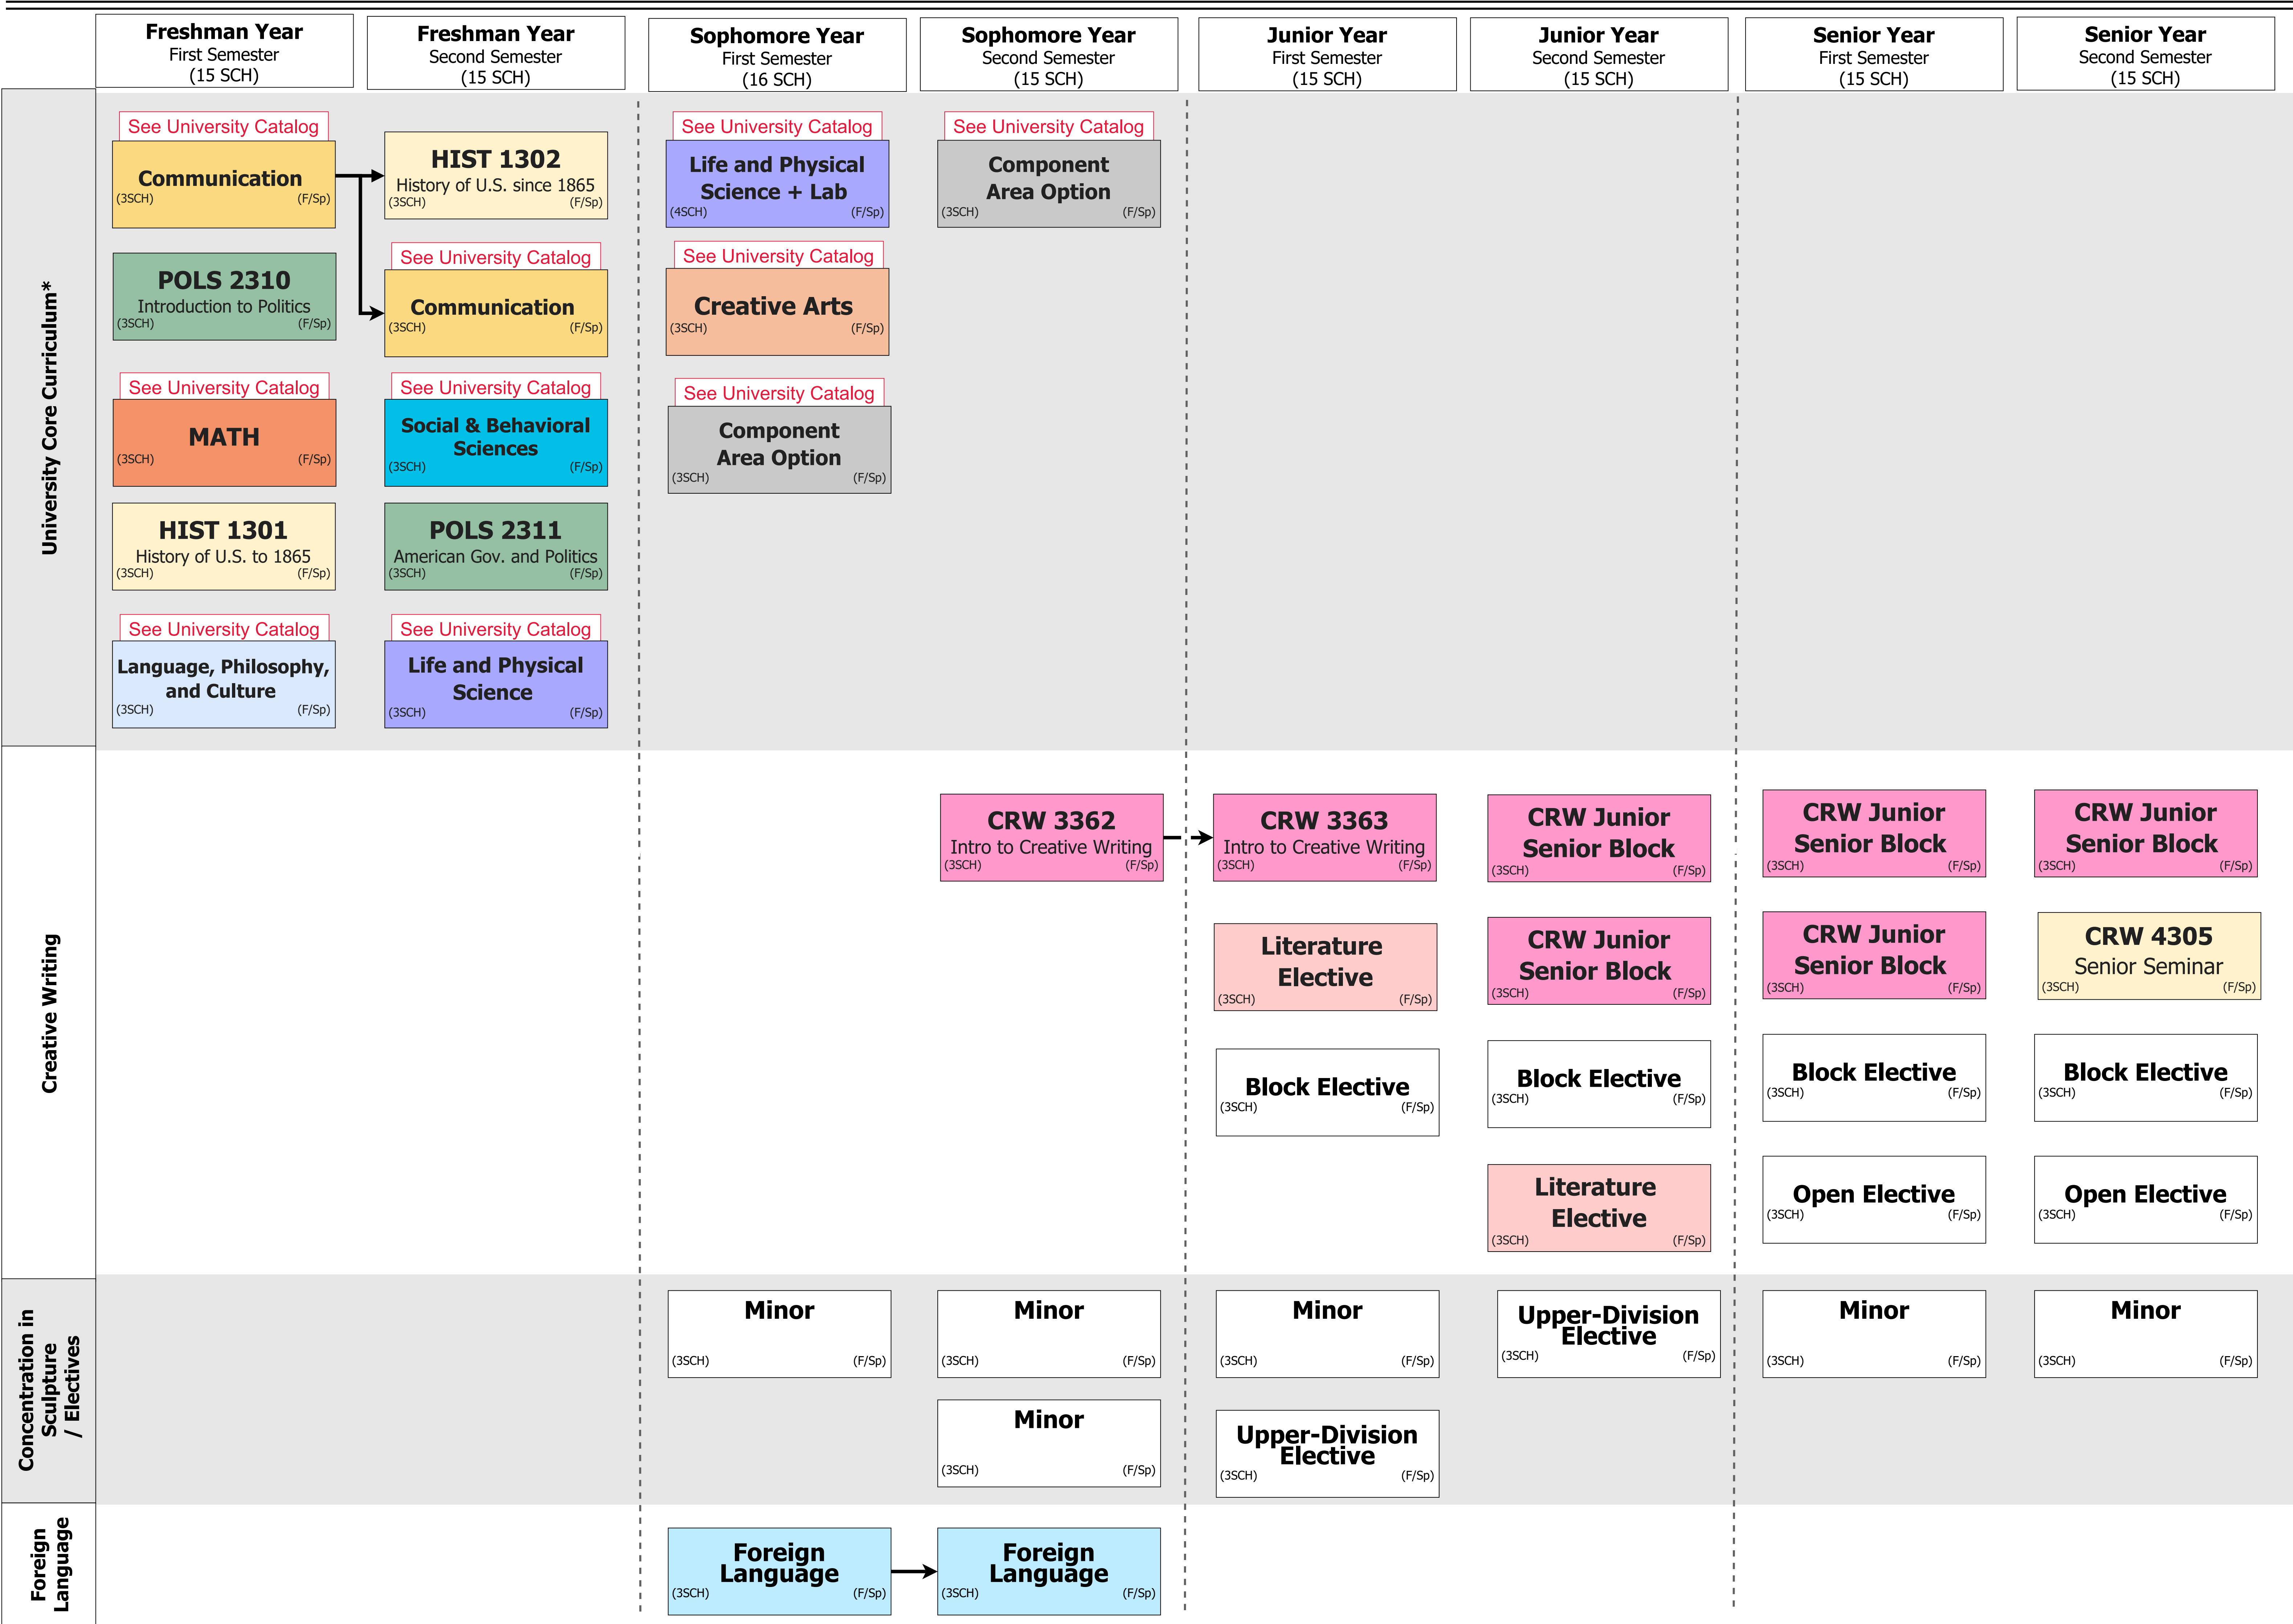 Freshman Year
First Semester
(15 SCH)
Freshman Year
Second Semester
(15 SCH)
Sophomore Year
First Semester
(16 SCH)
Sophomore Year
Second Semester
(15 SCH)
Junior Year
First Semester
(15 SCH)
Junior Year
Second Semester
(15 SCH)
Senior Year
First Semester
(15 SCH)
Senior Year
Second Semester
(15 SCH)
University Core Curriculum*
See University Catalog
Communication
(3SCH) (F/Sp)
POLS 2310
Introduction to Politics
(3SCH) (F/Sp)
See University Catalog
MATH
(3SCH) (F/Sp)
HIST 1301
History of U.S. to 1865
(3SCH) (F/Sp)
See University Catalog
Language, Philosophy,
and Culture
(3SCH) (F/Sp)
HIST 1302
History of U.S. since 1865
(3SCH) (F/Sp)
See University Catalog
Communication
(3SCH) (F/Sp)
See University Catalog
Social & Behavioral
Sciences
(3SCH) (F/Sp)
POLS 2311
American Gov. and Politics
(3SCH) (F/Sp)
See University Catalog
Life and Physical
Science
(3SCH) (F/Sp)
See University Catalog
Life and Physical
Science + Lab
(4SCH) (F/Sp)
See University Catalog
Creative Arts
(3SCH) (F/Sp)
See University Catalog
Component
Area Option
(3SCH) (F/Sp)
See University Catalog
Component
Area Option
(3SCH) (F/Sp)
Creative Writing
CRW 3362
Intro to Creative Writing
(3SCH) (F/Sp)
CRW 3363
Intro to Creative Writing
(3SCH) (F/Sp)
Literature
Elective
(3SCH) (F/Sp)
Block Elective
(3SCH) (F/Sp)
CRW Junior
Senior Block
(3SCH) (F/Sp)
CRW Junior
Senior Block
(3SCH) (F/Sp)
Block Elective
(3SCH) (F/Sp)
Literature
Elective
(3SCH) (F/Sp)
CRW Junior
Senior Block
(3SCH) (F/Sp)
CRW Junior
Senior Block
(3SCH) (F/Sp)
Block Elective
(3SCH) (F/Sp)
Open Elective
(3SCH) (F/Sp)
CRW Junior
Senior Block
(3SCH) (F/Sp)
CRW 4305
Senior Seminar
(3SCH) (F/Sp)
Block Elective
(3SCH) (F/Sp)
Open Elective
(3SCH) (F/Sp)
Concentration in
Sculpture
/ Electives
Minor
(3SCH) (F/Sp)
Minor
(3SCH) (F/Sp)
Minor
(3SCH) (F/Sp)
Minor
(3SCH) (F/Sp)
Upper-Division
Elective
(3SCH) (F/Sp)
Upper-Division
Elective
(3SCH) (F/Sp)
Minor
(3SCH) (F/Sp)
Minor
(3SCH) (F/Sp)
Foreign
Language
Foreign
Language
(3SCH) (F/Sp)
Foreign
Language
(3SCH) (F/Sp)